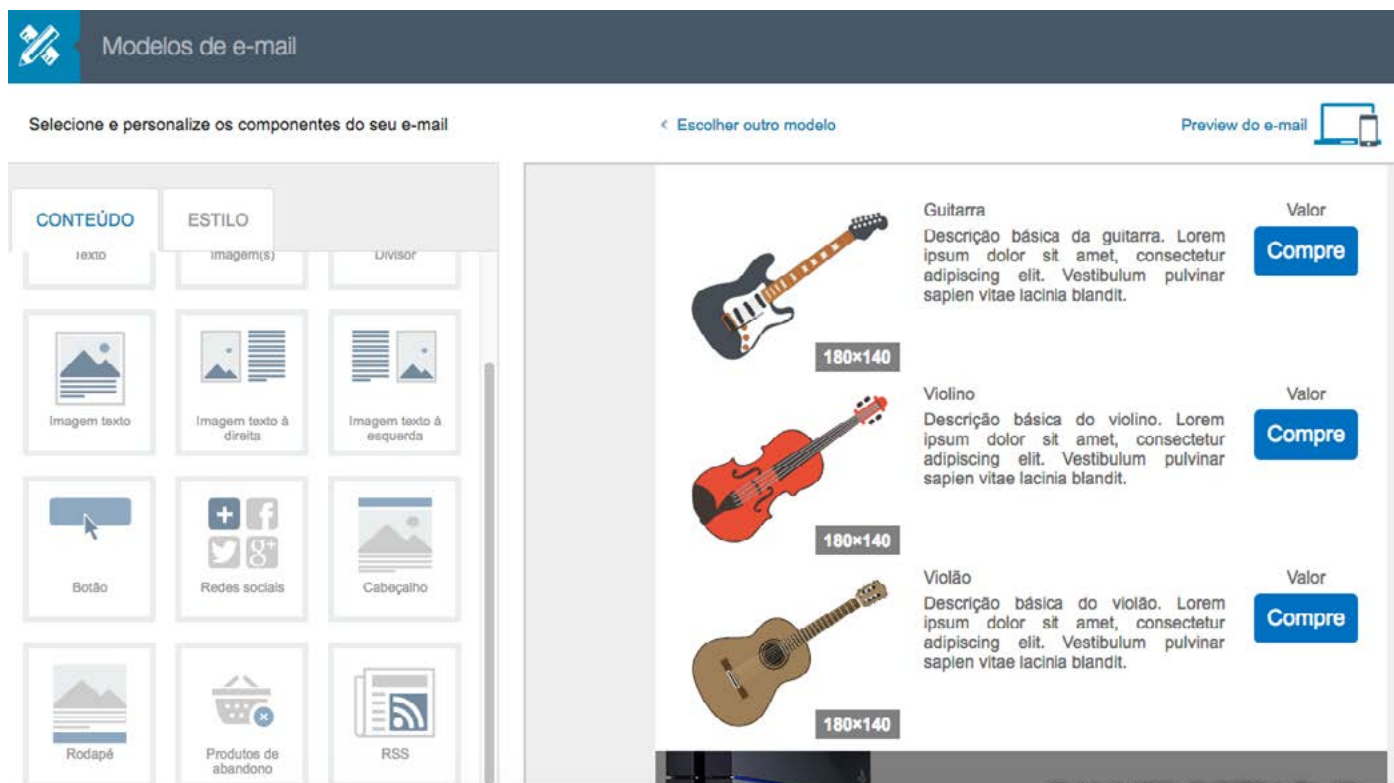 Modelos de e-mail
Selecione e personalize os componentes do seu e-mail
< Escolher outro modelo
Preview do e-mail
CONTEÚDO
ESTILO
Texto
Imagem(s)
Divisor
Imagem texto
Imagem texto à
direita
Imagem texto à
esquerda
Botão
Redes sociais
Cabeçalho
Rodapé
Produtos de
abandono
RSS
Guitarra
Descrição básica da guitarra. Lorem
ipsum dolor sit amet, consectetur
adipiscing elit. Vestibulum pulvinar
sapien vitae lacinia blandit.
Valor
Compre
180×140
Violino
Descrição básica do violino. Lorem
ipsum dolor sit amet, consectetur
adipiscing elit. Vestibulum pulvinar
sapien vitae lacinia blandit.
Valor
Compre
180×140
Violão
Descrição básica do violão. Lorem
ipsum dolor sit amet, consectetur
adipiscing elit. Vestibulum pulvinar
sapien vitae lacinia blandit.
Valor
Compre
180×140